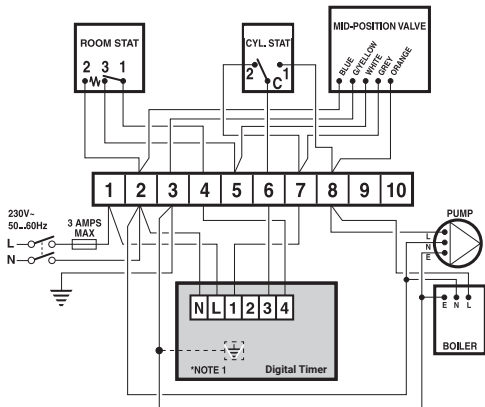 ROOM STAT
2 3 1
CYL. STAT
2 C 1
MID-POSITION VALVE
BLUE
G/YELLOW
WHITE
GREY
ORANGE
1 2 3 4 5 6 7 8 9 10
230V~
50...60Hz
3 AMPS
MAX
L
N
PUMP
L
N
E
N L 1 2 3 4
*NOTE 1
Digital Timer
E N L
BOILER